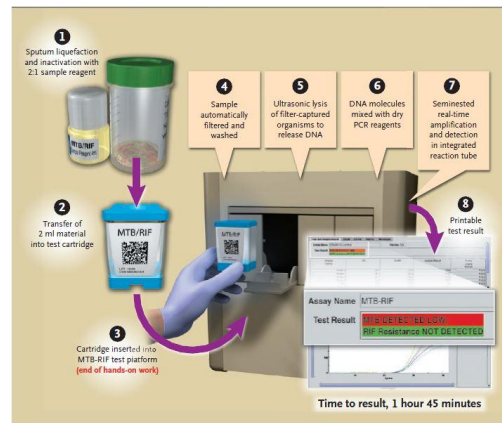 1
Sputum liquefaction
and inactivation with
2:1 sample reagent
MTB/RIF
2
Transfer of
2 ml material
into test cartridge
MTB/RIF
3
Cartridge inserted into
MTB-RIF test platform
(end of hands-on work)
MTB/RIF
4
Sample
automatically
filtered and
washed
5
Ultrasonic lysis
of filter-captured
organisms to
release DNA
6
DNA molecules
mixed with dry
PCR reagents
7
Seminested
real-time
amplification
and detection
in integrated
reaction tube
8
Printable
test result
Assay Name MTB-RIF
Test Result MTB DETECTED LOW
RIF Resistance NOT DETECTED
Time to result, 1 hour 45 minutes